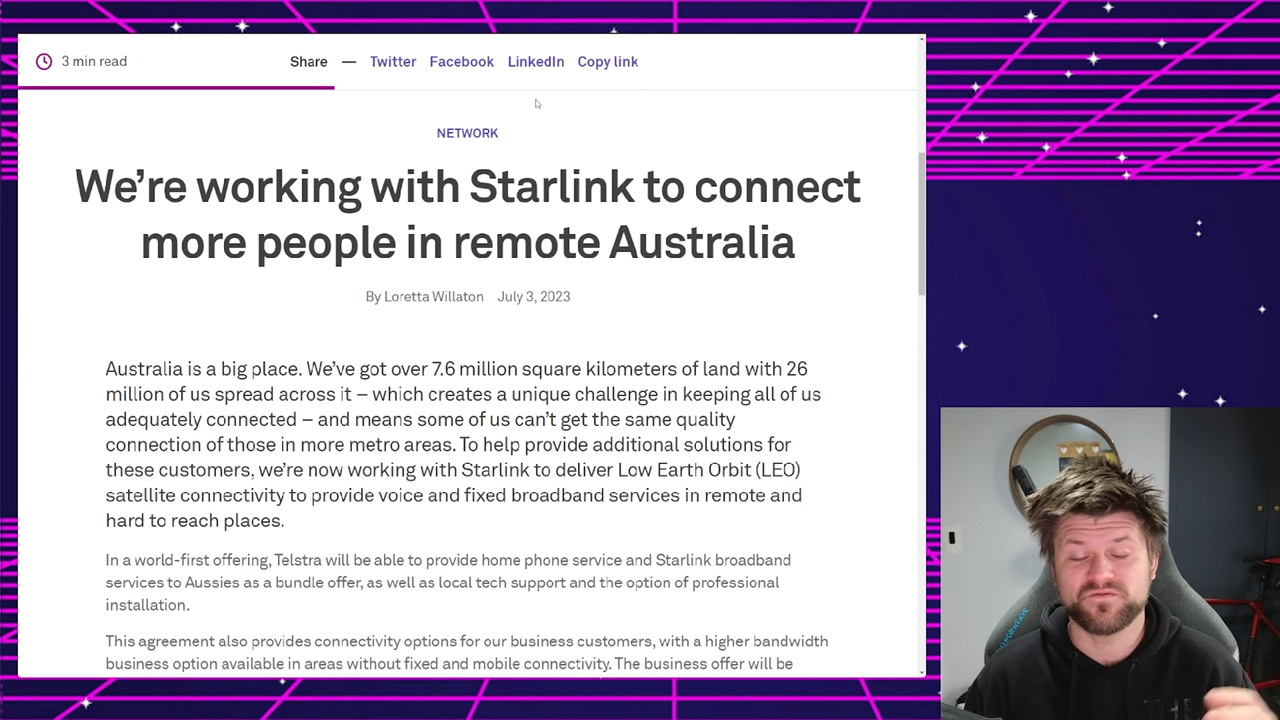 3 min read
Share — Twitter Facebook LinkedIn Copy link
NETWORK
We're working with Starlink to connect
more people in remote Australia
By Loretta Willaton July 3, 2023
Australia is a big place. We've got over 7.6 million square kilometers of land with 26
million of us spread across it – which creates a unique challenge in keeping all of us
adequately connected – and means some of us can't get the same quality
connection of those in more metro areas. To help provide additional solutions for
these customers, we're now working with Starlink to deliver Low Earth Orbit (LEO)
satellite connectivity to provide voice and fixed broadband services in remote and
hard to reach places.
In a world-first offering, Telstra will be able to provide home phone service and Starlink broadband
services to Aussies as a bundle offer, as well as local tech support and the option of professional
installation.
This agreement also provides connectivity options for our business customers, with a higher bandwidth
business option available in areas without fixed and mobile connectivity. The business offer will be